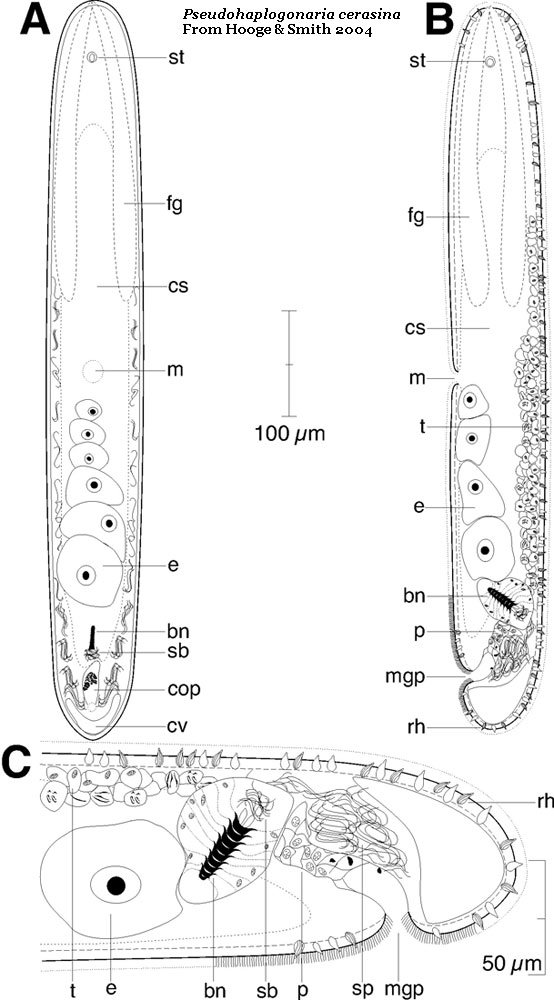 A
Pseudohaplogonaria cerasina
From Hooge & Smith 2004
B
st
fg
cs
m
100 µm
e
bn
sb
cop
cv
st
fg
cs
m
t
e
bn
p
mgp
rh
C
rh
50 µm
t
e
bn
sb
p
sp
mgp